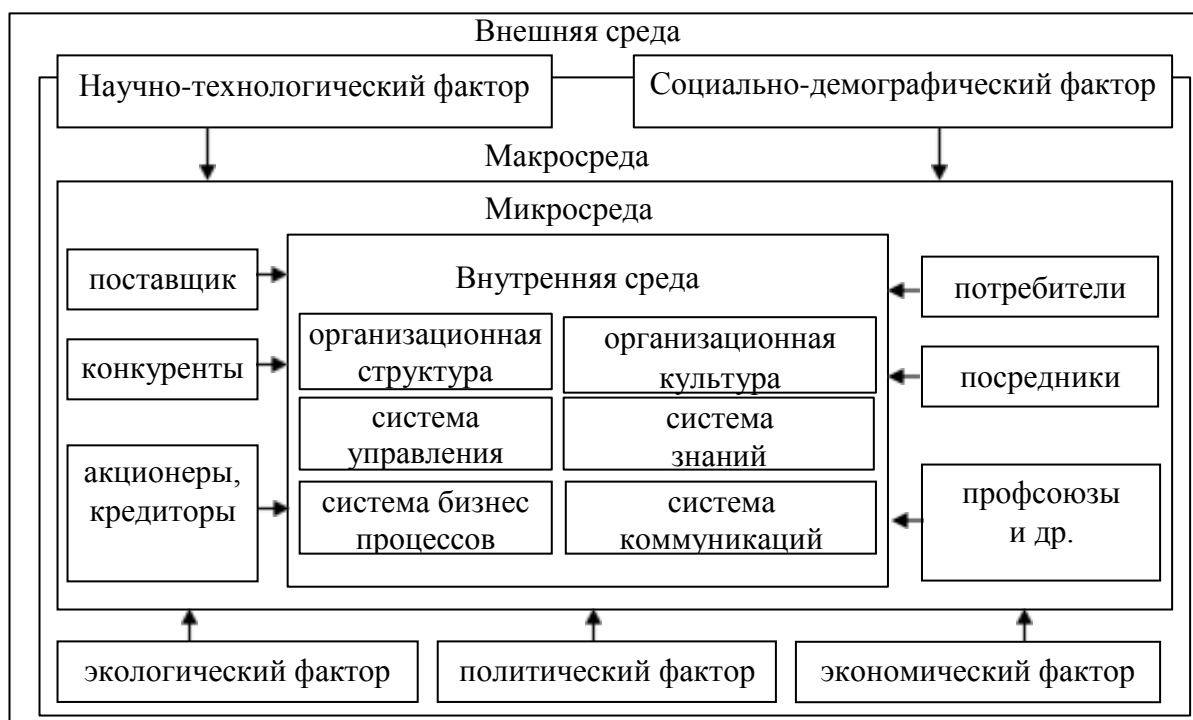 Внешняя среда
Научно-технологический фактор
Социально-демографический фактор
Макросреда
Микросреда
поставщик
конкуренты
акционеры,
кредиторы
Внутренняя среда
организационная
структура
организационная
культура
система
управления
система
знаний
система бизнес
процессов
система
коммуникаций
потребители
посредники
профсоюзы
и др.
экологический фактор
политический фактор
экономический фактор